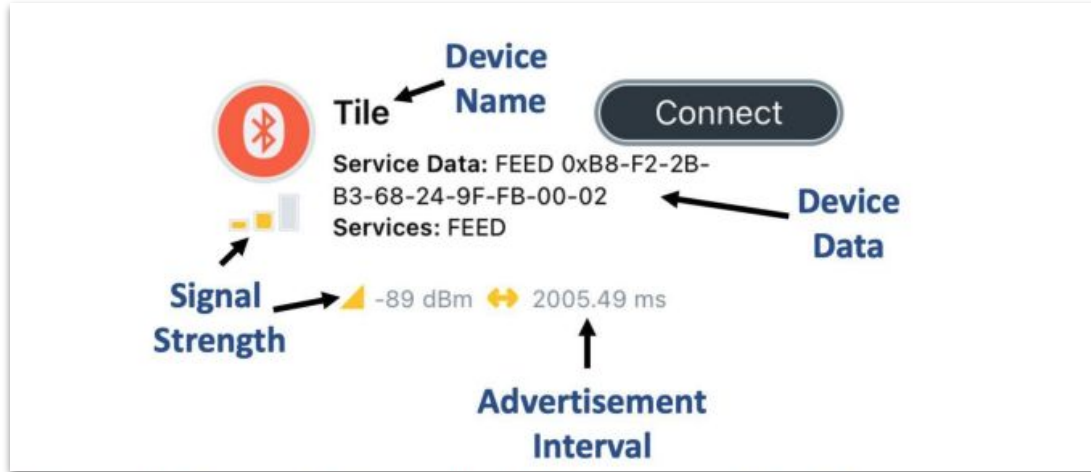 Device
Name
Tile
Connect
Service Data: FEED 0xB8-F2-2B-
B3-68-24-9F-FB-00-02
Services: FEED
Device
Data
Signal
Strength
-89 dBm
2005.49 ms
Advertisement
Interval